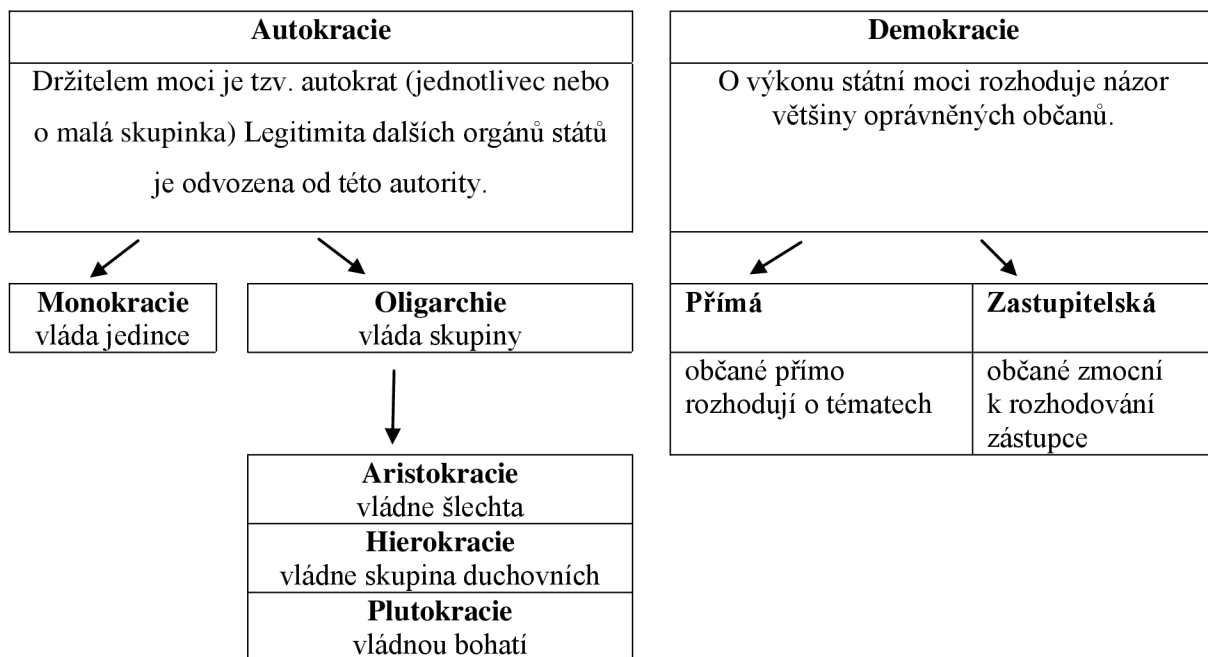 Autokracie
Držitelem moci je tzv. autokrat (jednotlivec nebo
o malá skupinka) Legitimita dalších orgánů států
je odvozena od této autority.
Monokracie
vláda jedince
Oligarchie
vláda skupiny
Aristokracie
vládne šlechta
Hierokracie
vládne skupina duchovních
Plutokracie
vládnou bohatí
Demokracie
O výkonu státní moci rozhoduje názor
většiny oprávněných občanů.
Přímá
občané přímo
rozhodují o tématech
Zastupitelská
občané zmocní
k rozhodování
zástupce